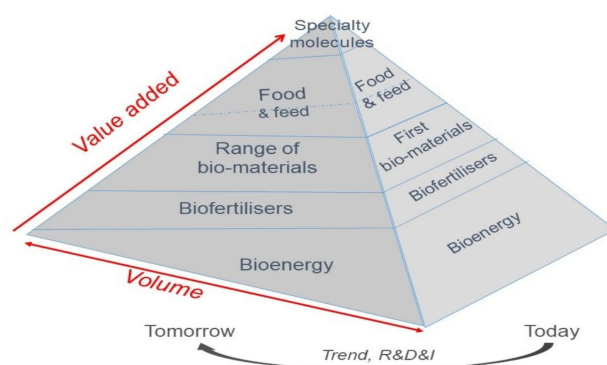 Specialty
molecules
Value added
Food
& feed
Food
& feed
Range of
bio-materials
First
bio-materials
Biofertilisers
Biofertilisers
Bioenergy
Bioenergy
Volume
Tomorrow
Today
Trend, R&D&I